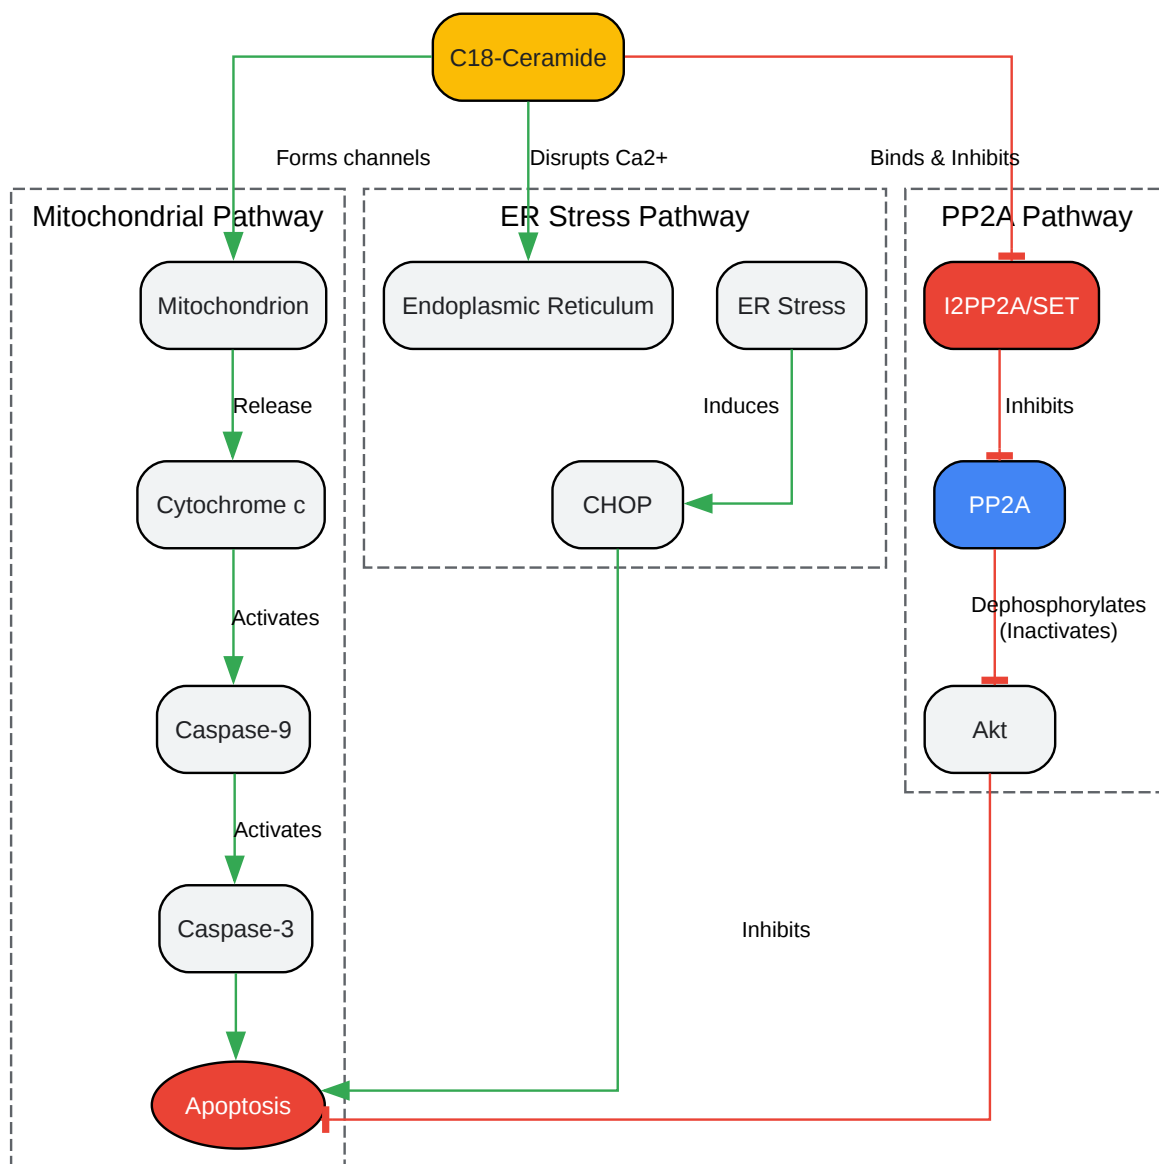 C18-Ceramide
Forms channels
Disrupts Ca2+
Binds & Inhibits
Mitochondrial Pathway
ER Stress Pathway
PP2A Pathway
Mitochondrion
Endoplasmic Reticulum
ER Stress
I2PP2A/SET
Release
Induces
Inhibits
Cytochrome c
CHOP
PP2A
Activates
Dephosphorylates
(Inactivates)
Caspase-9
Akt
Activates
Caspase-3
Inhibits
Apoptosis